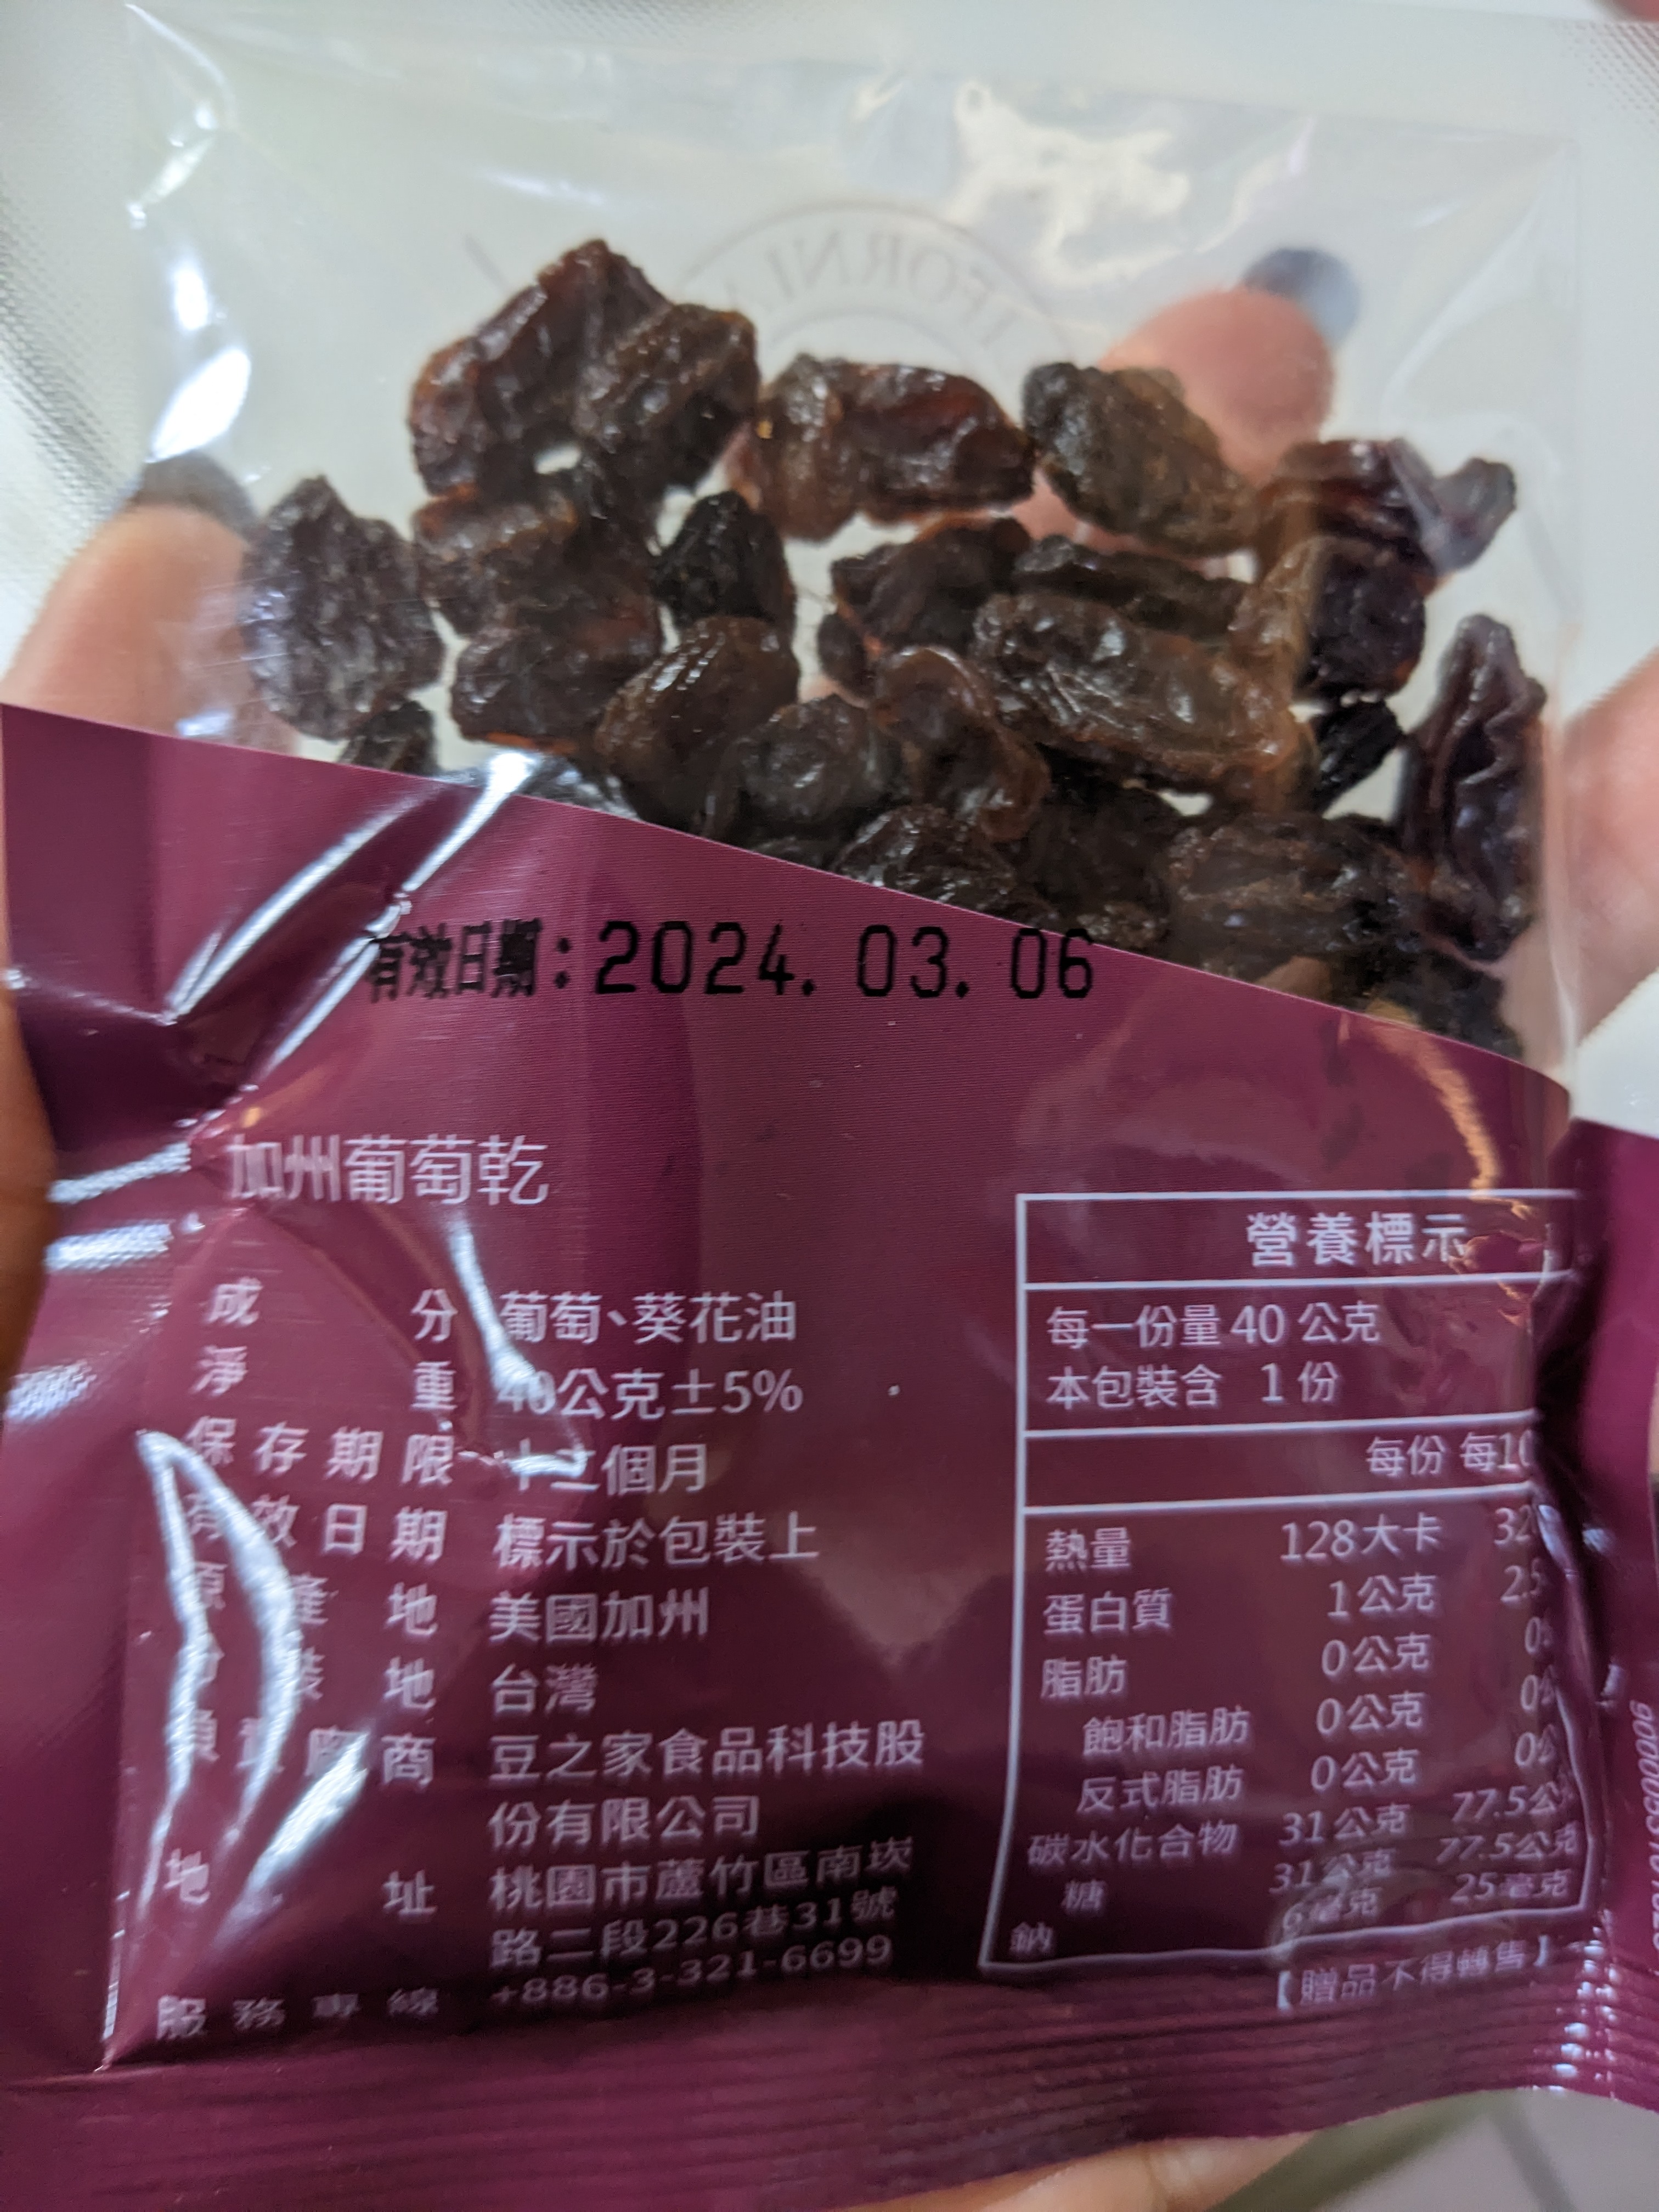 有效日期:2024.03.06
加州葡萄乾
成分 葡萄、葵花油
淨重 40公克±5%
保存期限 十二個月
有效日期 標示於包裝上
原產地 美國加州
分裝地 台灣
負責廠商 豆之家食品科技股
份有限公司
地址 桃園市蘆竹區南崁
路二段226巷31號
服務專線 +886-3-321-6699
營養標示
每一份量 40 公克
本包裝含 1 份
每份
熱量 128大卡
蛋白質 1公克
脂肪 0公克
飽和脂肪 0公克
反式脂肪 0公克
碳水化合物 31公克 77.5公克
糖 31公克 77.5公克
鈉 6毫克 25毫克
【贈品不得轉售】